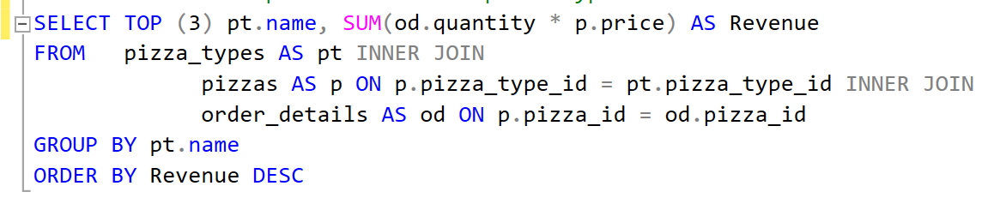 SELECT TOP (3) pt.name, SUM(od.quantity * p.price) AS Revenue
FROM   pizza_types AS pt INNER JOIN
             pizzas AS p ON p.pizza_type_id = pt.pizza_type_id INNER JOIN
             order_details AS od ON p.pizza_id = od.pizza_id
GROUP BY pt.name
ORDER BY Revenue DESC